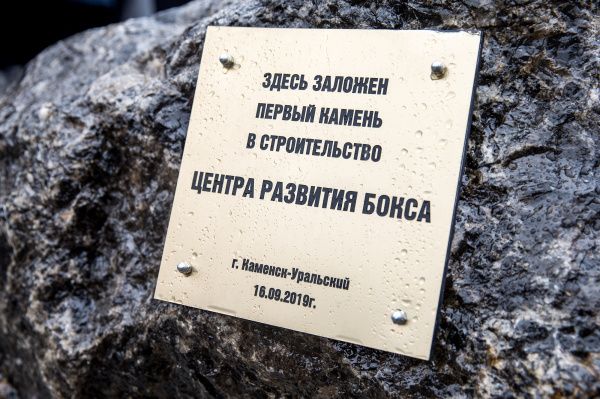 ЗДЕСЬ ЗАЛОЖЕН
ПЕРВЫЙ КАМЕНЬ
В СТРОИТЕЛЬСТВО
ЦЕНТРА РАЗВИТИЯ БОКСА
г. Каменск-Уральский
16.09.2019г.